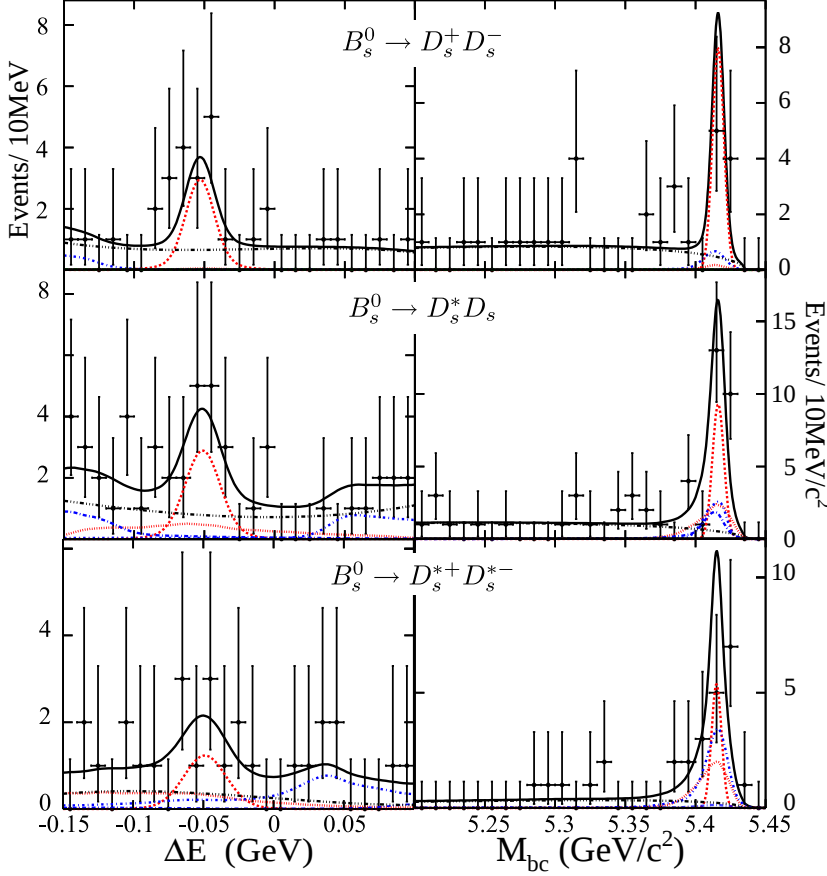 8
6
4
2
Events/ 10MeV
B_s^0 → D_s^+ D_s^-
8
6
4
2
0
8
4
2
B_s^0 → D_s^* D_s
15
10
5
0
Events/ 10MeV/c²
4
2
0
B_s^0 → D_s^{*+} D_s^{*-}
10
5
0
-0.15 -0.1 -0.05 0 0.05
5.25 5.3 5.35 5.4 5.45
ΔE (GeV)
M_bc (GeV/c²)